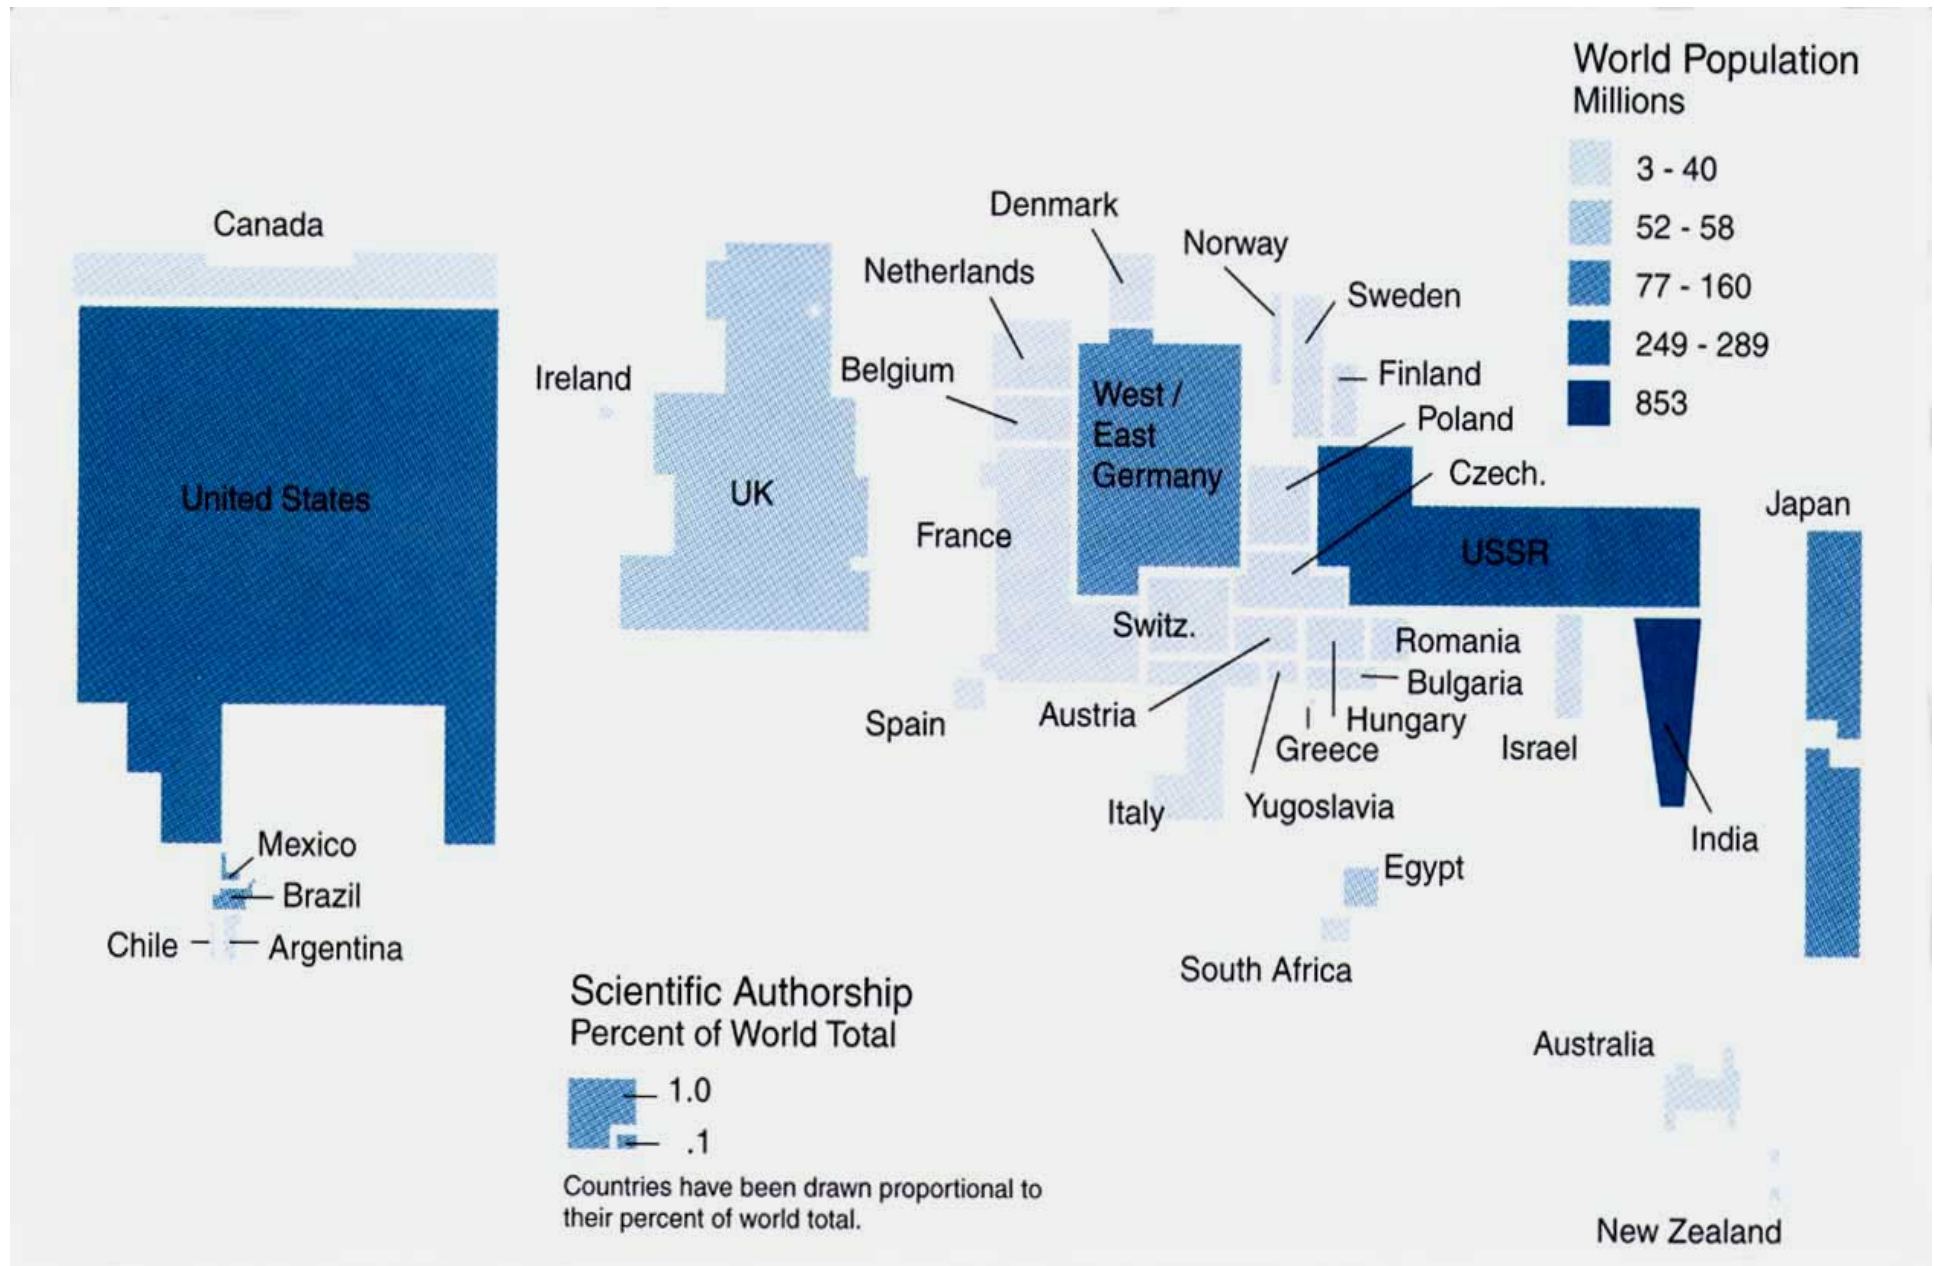 World Population
Millions
3 - 40
52 - 58
77 - 160
249 - 289
853
Canada
United States
Mexico
Brazil
Chile
Argentina
Ireland
UK
Denmark
Netherlands
Belgium
France
Norway
Sweden
Finland
Poland
Czech.
West /
East
Germany
USSR
Japan
Switz.
Spain
Austria
Romania
Bulgaria
Hungary
Greece
Yugoslavia
Italy
Israel
India
Egypt
South Africa
Australia
New Zealand
Scientific Authorship
Percent of World Total
1.0
.1
Countries have been drawn proportional to
their percent of world total.